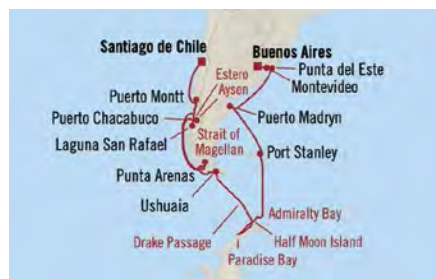 Santiago de Chile
Buenos Aires
Punta del Este
Montevideo
Estero
Aysen
Puerto Montt
Puerto Chacabuco
Laguna San Rafael
Puerto Madryn
Strait of
Magellan
Port Stanley
Punta Arenas
Ushuaia
Admiralty Bay
Drake Passage
Half Moon Island
Paradise Bay